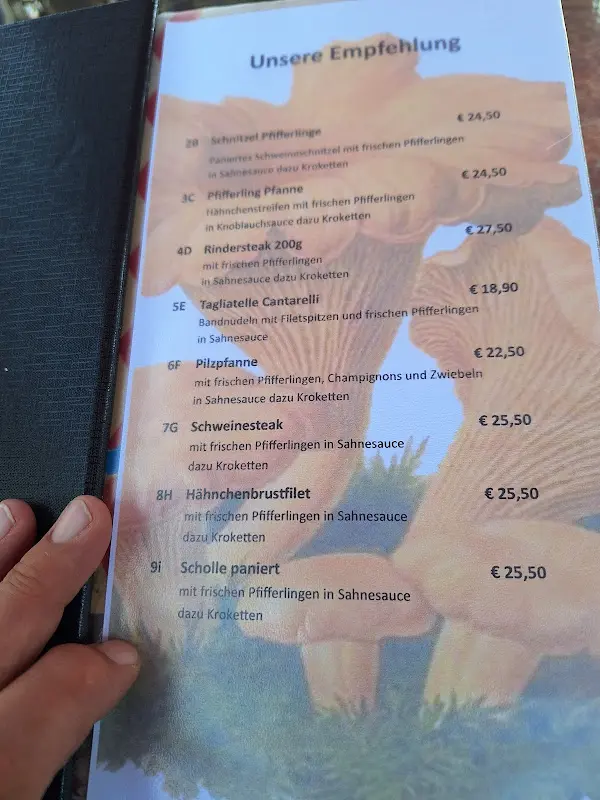 Unsere Empfehlung
2B Schnitzel Pfifferlinge € 24,50
Paniertes Schweineschnitzel mit frischen Pfifferlingen
in Sahnesauce dazu Kroketten
3C Pfifferling Pfanne € 24,50
Hähnchenstreifen mit frischen Pfifferlingen
in Knoblauchsauce dazu Kroketten
4D Rindersteak 200g € 27,50
mit frischen Pfifferlingen
in Sahnesauce dazu Kroketten
5E Tagliatelle Cantarelli € 18,90
Bandnudeln mit Filetspitzen und frischen Pfifferlingen
in Sahnesauce
6F Pilzpfanne € 22,50
mit frischen Pfifferlingen, Champignons und Zwiebeln
in Sahnesauce dazu Kroketten
7G Schweinesteak € 25,50
mit frischen Pfifferlingen in Sahnesauce
dazu Kroketten
8H Hähnchenbrustfilet € 25,50
mit frischen Pfifferlingen in Sahnesauce
dazu Kroketten
9i Scholle paniert € 25,50
mit frischen Pfifferlingen in Sahnesauce
dazu Kroketten